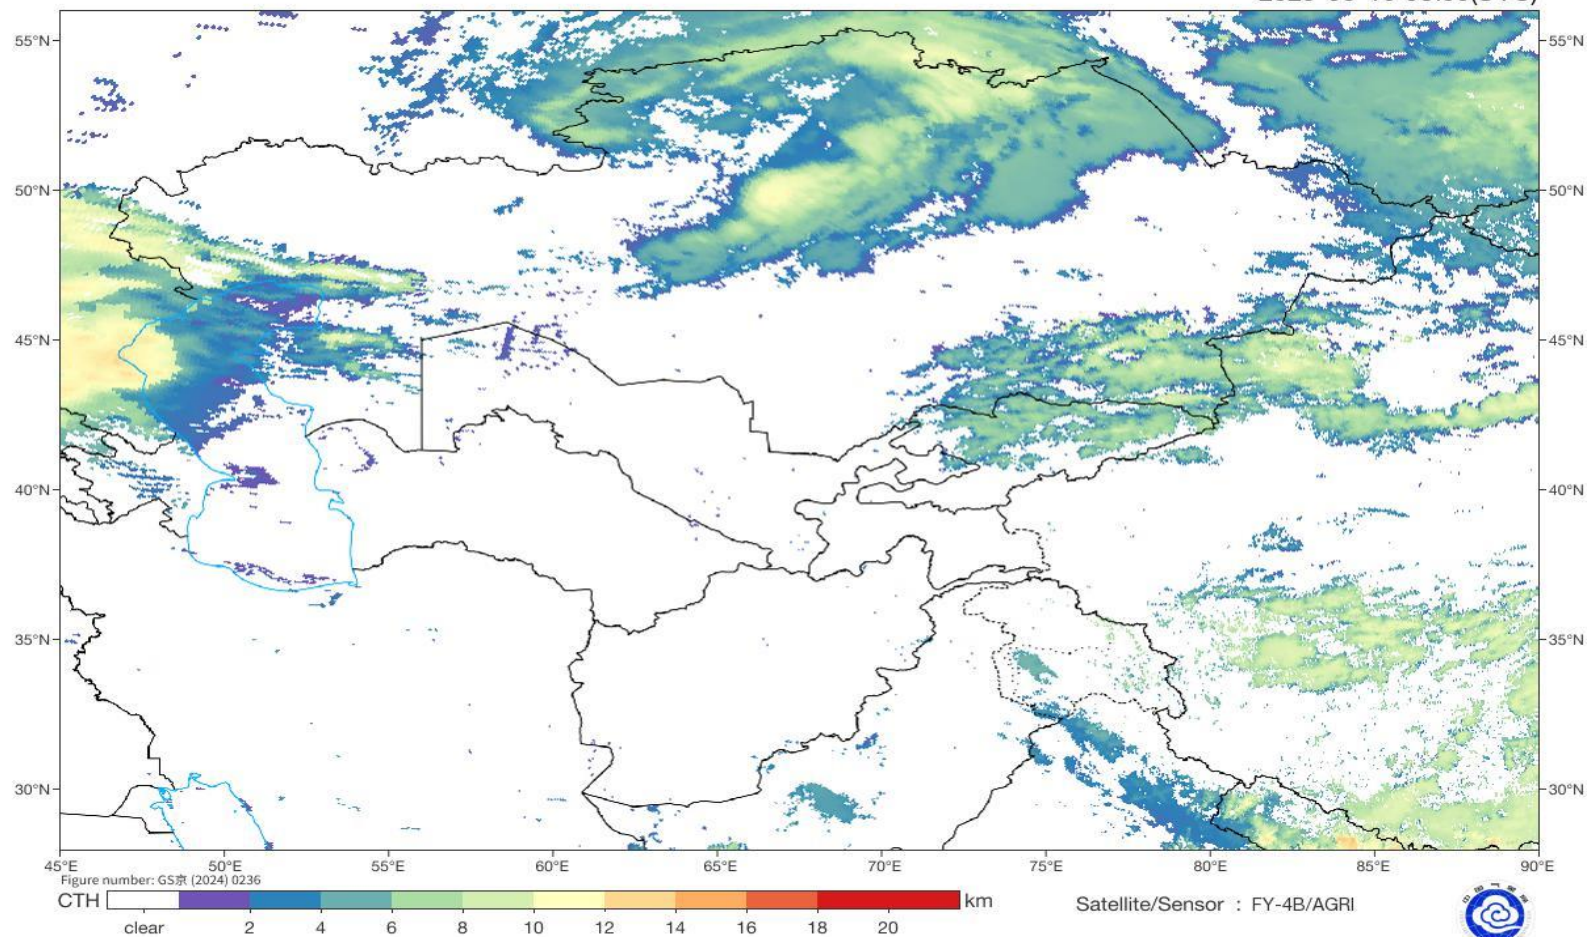 55°N 55°N
50°N 50°N
45°N 45°N
40°N 40°N
35°N 35°N
30°N 30°N
45°E 50°E 55°E 60°E 65°E 70°E 75°E 80°E 85°E 90°E
Figure number: GS京 (2024) 0236
CTH km
clear 2 4 6 8 10 12 14 16 18 20
Satellite/Sensor : FY-4B/AGRI